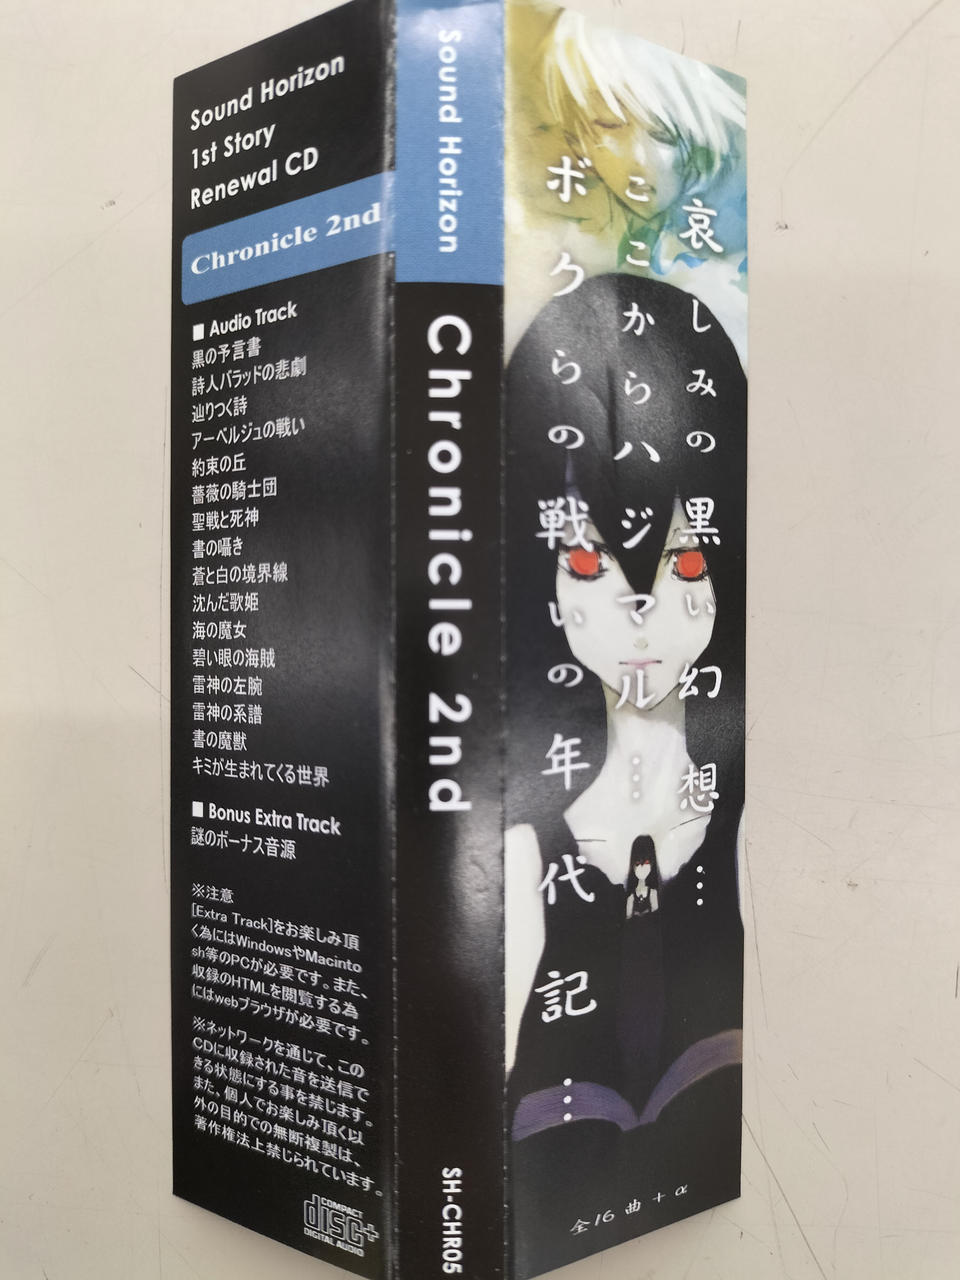 Sound Horizon
1st Story
Renewal CD
Chronicle 2nd
■ Audio Track
黒の予言書
詩人バラッドの悲劇
辿りつく詩
アーベルジュの戦い
約束の丘
薔薇の騎士団
聖戦と死神
書の囁き
蒼と白の境界線
沈んだ歌姫
海の魔女
碧い眼の海賊
雷神の左腕
雷神の系譜
書の魔獣
キミが生まれてくる世界
■ Bonus Extra Track
謎のボーナス音源
※注意
[Extra Track]をお楽しみ頂
く為にはWindowsやMacinto
sh等のPCが必要です。また、
収録のHTMLを閲覧する為
にはwebブラウザが必要です。
※ネットワークを通じて、この
CDに収録された音を送信で
きる状態にする事を禁じます。
また、個人でお楽しみ頂く以
外の目的での無断複製は、
著作権法上禁じられています。
COMPACT
disc+
DIGITAL AUDIO
Sound Horizon
Chronicle 2nd
SH-CHR05
哀しみの黒い幻想…
ここからハジマル…
ボクらの戦いの年代記…
全16曲+α